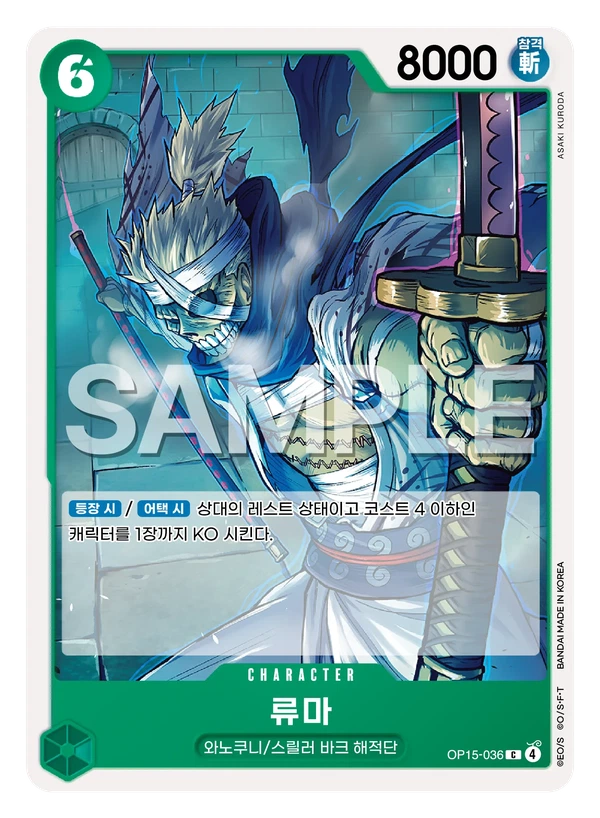 6
8000
참격
斬
ASAKI KURODA
SAMPLE
등장 시 / 어택 시 상대의 레스트 상태이고 코스트 4 이하인
캐릭터를 1장까지 KO 시킨다.
CHARACTER
류마
와노쿠니/스릴러 바크 해적단
OP15-036 C 4
©EO/S ©O/S·F·T BANDAI MADE IN KOREA